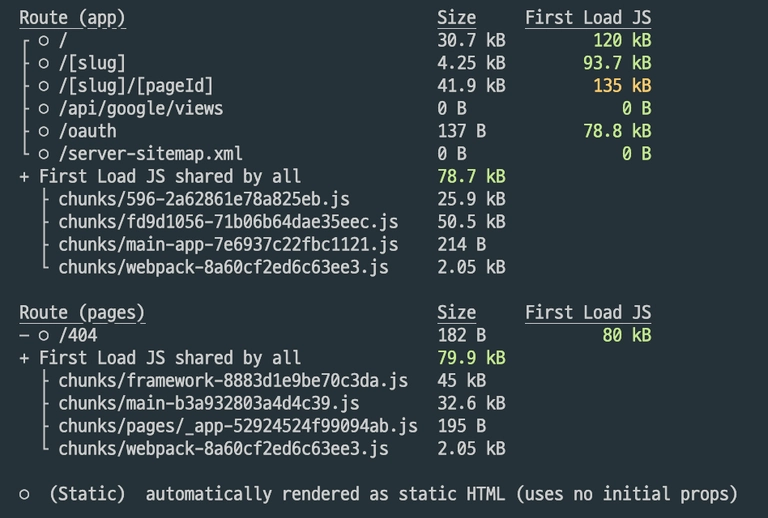 Route (app) Size First Load JS
┌ ○ / 30.7 kB 120 kB
├ ○ /[slug] 4.25 kB 93.7 kB
├ ○ /[slug]/[pageId] 41.9 kB 135 kB
├ ○ /api/google/views 0 B 0 B
├ ○ /oauth 137 B 78.8 kB
└ ○ /server-sitemap.xml 0 B 0 B
+ First Load JS shared by all 78.7 kB
├ chunks/596-2a62861e78a825eb.js 25.9 kB
├ chunks/fd9d1056-71b06b64dae35eec.js 50.5 kB
├ chunks/main-app-7e6937c22fbc1121.js 214 B
└ chunks/webpack-8a60cf2ed6c63ee3.js 2.05 kB
Route (pages) Size First Load JS
─ ○ /404 182 B 80 kB
+ First Load JS shared by all 79.9 kB
├ chunks/framework-8883d1e9be70c3da.js 45 kB
├ chunks/main-b3a932803a4d4c39.js 32.6 kB
├ chunks/pages/_app-52924524f99094ab.js 195 B
└ chunks/webpack-8a60cf2ed6c63ee3.js 2.05 kB
○ (Static) automatically rendered as static HTML (uses no initial props)